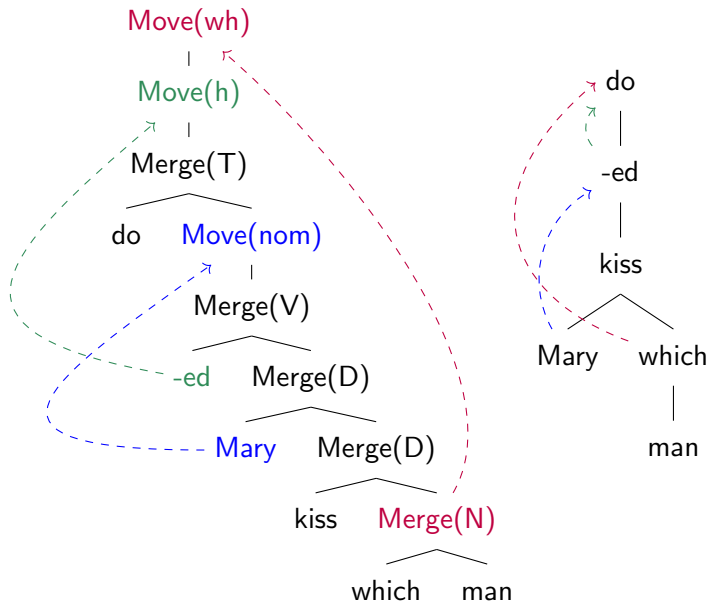 Move(wh)
Move(h)
Merge(T)
do Move(nom)
Merge(V)
-ed Merge(D)
Mary Merge(D)
kiss Merge(N)
which man
do
-ed
kiss
Mary which
man